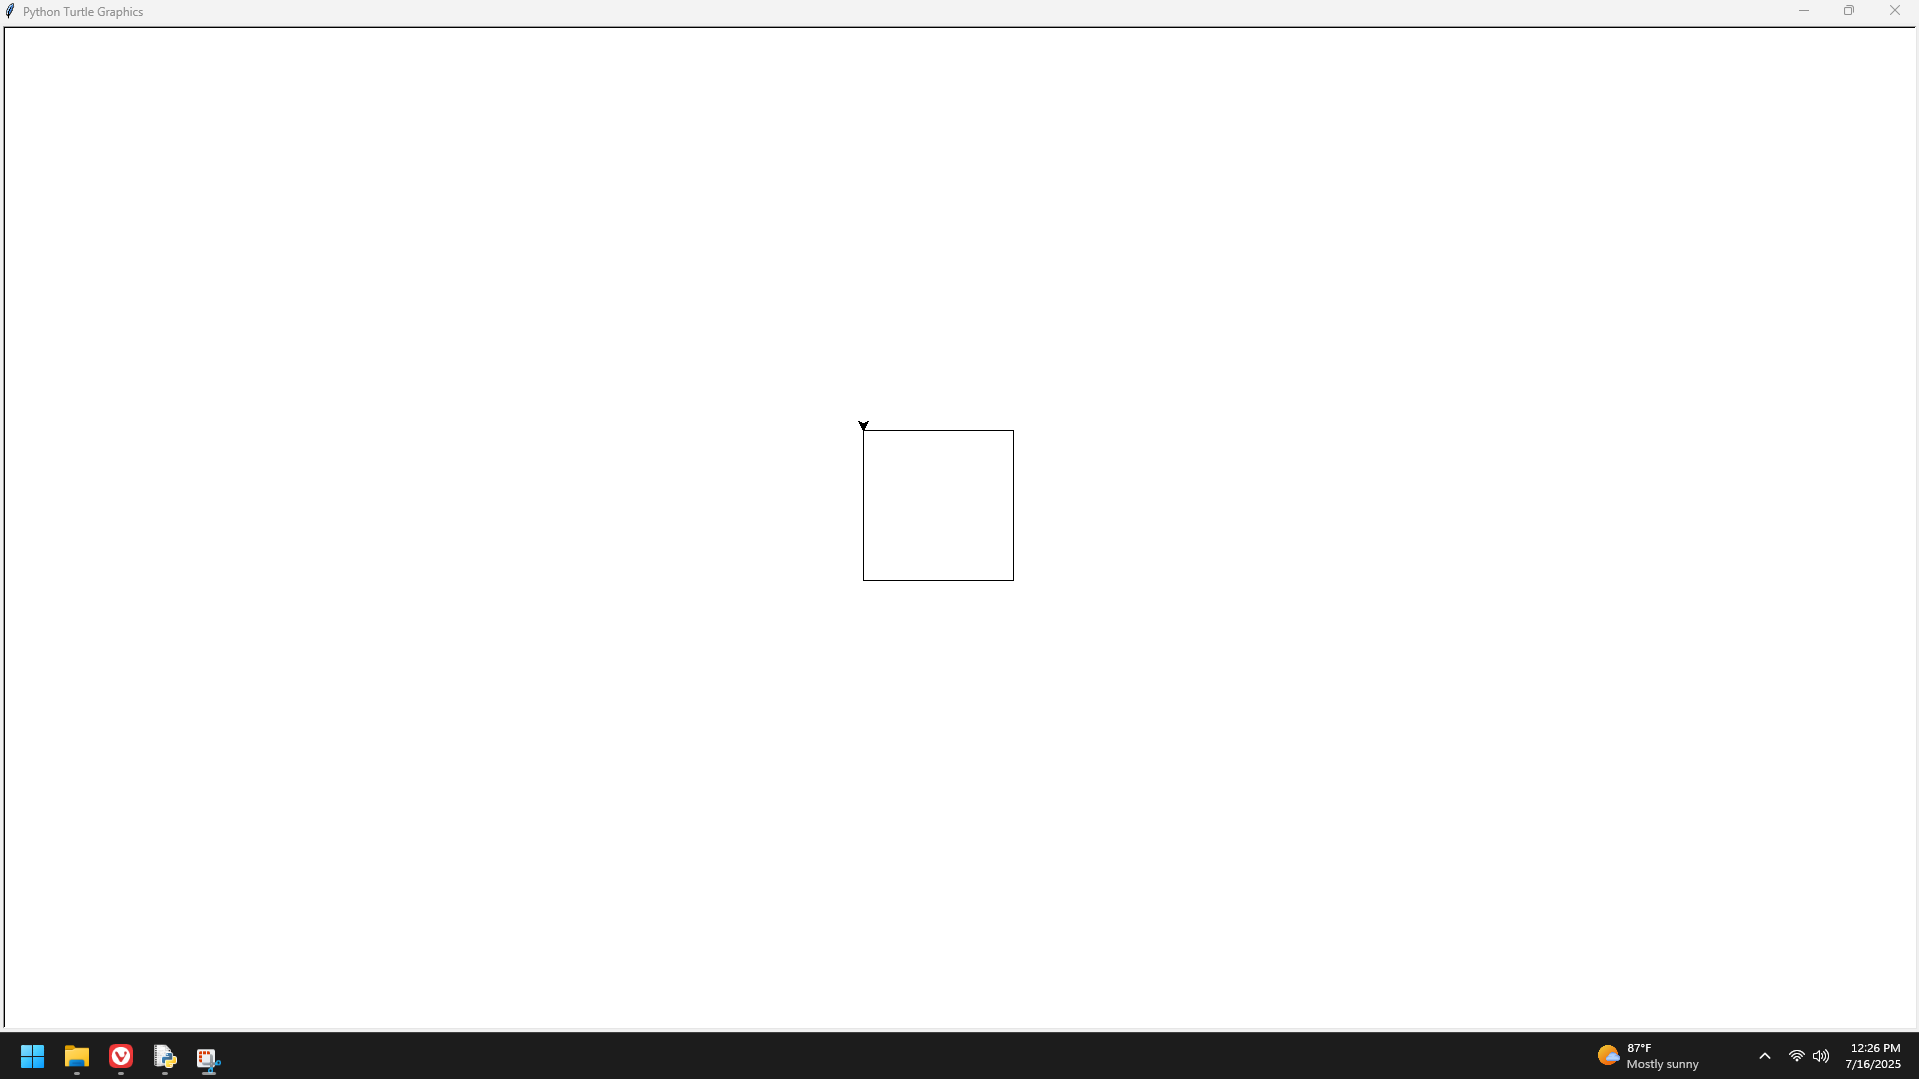 Python Turtle Graphics
87°F
Mostly sunny
12:26 PM
7/16/2025